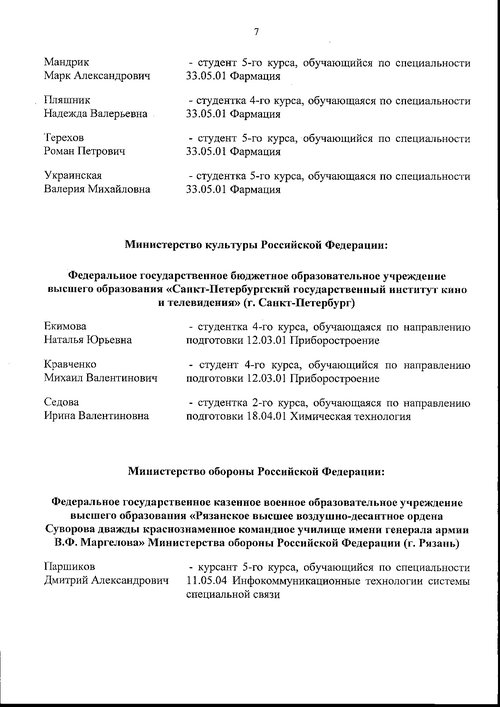 7
Мандрик - студент 5-го курса, обучающийся по специальности
Марк Александрович 33.05.01 Фармация
Пляшник - студентка 4-го курса, обучающаяся по специальности
Надежда Валерьевна 33.05.01 Фармация
Терехов - студент 5-го курса, обучающийся по специальности
Роман Петрович 33.05.01 Фармация
Украинская - студентка 5-го курса, обучающаяся по специальности
Валерия Михайловна 33.05.01 Фармация
Министерство культуры Российской Федерации:
Федеральное государственное бюджетное образовательное учреждение
высшего образования «Санкт-Петербургский государственный институт кино
и телевидения» (г. Санкт-Петербург)
Екимова - студентка 4-го курса, обучающаяся по направлению
Наталья Юрьевна подготовки 12.03.01 Приборостроение
Кравченко - студент 4-го курса, обучающийся по направлению
Михаил Валентинович подготовки 12.03.01 Приборостроение
Седова - студентка 2-го курса, обучающаяся по направлению
Ирина Валентиновна подготовки 18.04.01 Химическая технология
Министерство обороны Российской Федерации:
Федеральное государственное казенное военное образовательное учреждение
высшего образования «Рязанское высшее воздушно-десантное ордена
Суворова дважды краснознаменное командное училище имени генерала армии
В.Ф. Маргелова» Министерства обороны Российской Федерации (г. Рязань)
Паршиков - курсант 5-го курса, обучающийся по специальности
Дмитрий Александрович 11.05.04 Инфокоммуникационные технологии системы
специальной связи